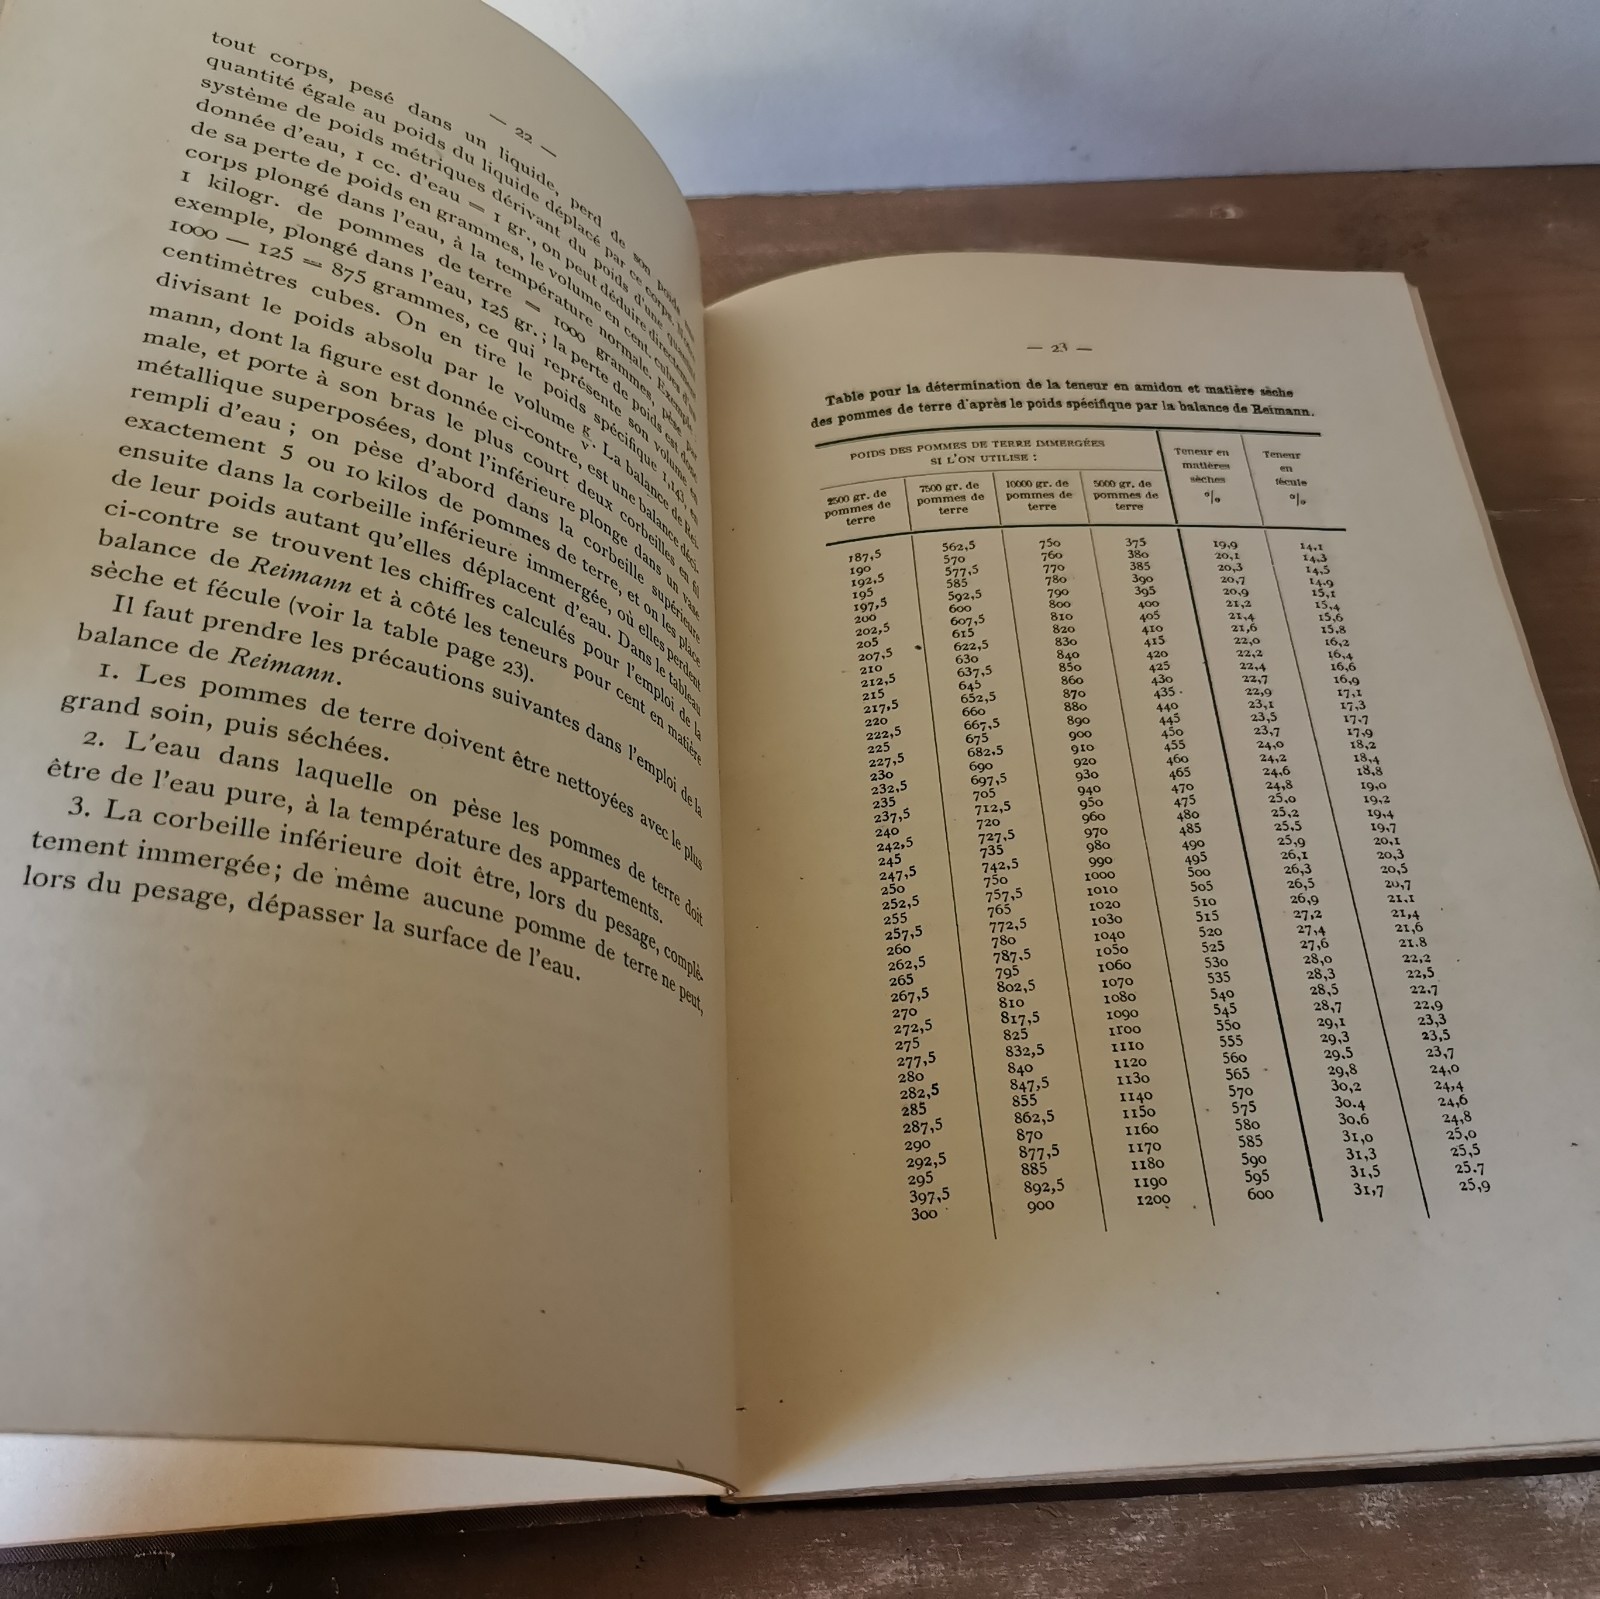 — 22 —
tout corps, pesé dans un liquide, perd de son poids une
quantité égale au poids du liquide déplacé par ce corps. Notre
système de poids métriques dérivant du poids d'une quantité
donnée d'eau, 1 cc. d'eau = 1 gr., on peut déduire directement
de sa perte de poids en grammes, le volume en cent. cubes d'un
corps plongé dans l'eau, à la température normale. Exemple :
1 kilogr. de pommes de terre = 1000 grammes, pèse par
exemple, plongé dans l'eau, 125 gr.; la perte de poids est donc
1000 — 125 = 875 grammes, ce qui représente son volume en
centimètres cubes. On en tire le poids spécifique 1,143 en
divisant le poids absolu par le volume g/v. La balance de Rei-
mann, dont la figure est donnée ci-contre, est une balance déci-
male, et porte à son bras le plus court deux corbeilles en fil
métallique superposées, dont l'inférieure plonge dans un vase
rempli d'eau ; on pèse d'abord dans la corbeille supérieure
exactement 5 ou 10 kilos de pommes de terre, et on les place
ensuite dans la corbeille inférieure immergée, où elles perdent
de leur poids autant qu'elles déplacent d'eau. Dans le tableau
ci-contre se trouvent les chiffres calculés pour l'emploi de la
balance de Reimann et à côté les teneurs pour cent en matière
sèche et fécule (voir la table page 23).
Il faut prendre les précautions suivantes dans l'emploi de la
balance de Reimann.
1. Les pommes de terre doivent être nettoyées avec le plus
grand soin, puis séchées.
2. L'eau dans laquelle on pèse les pommes de terre doit
être de l'eau pure, à la température des appartements.
3. La corbeille inférieure doit être, lors du pesage, complè-
tement immergée; de même aucune pomme de terre ne peut,
lors du pesage, dépasser la surface de l'eau.
— 23 —
Table pour la détermination de la teneur en amidon et matière sèche
des pommes de terre d'après le poids spécifique par la balance de Reimann.
POIDS DES POMMES DE TERRE IMMERGÉES
SI L'ON UTILISE :
2500 gr. de pommes de terre 7500 gr. de pommes de terre 10000 gr. de pommes de terre 5000 gr. de pommes de terre Teneur en matières sèches % Teneur en fécule %
187,5 562,5 750 375 19,9 14,1
190 570 760 380 20,1 14,3
192,5 577,5 770 385 20,3 14,5
195 585 780 390 20,7 14,9
197,5 592,5 790 395 20,9 15,1
200 600 800 400 21,2 15,4
202,5 607,5 810 405 21,4 15,6
205 615 820 410 21,6 15,8
207,5 622,5 830 415 22,0 16,2
210 630 840 420 22,2 16,4
212,5 637,5 850 425 22,4 16,6
215 645 860 430 22,7 16,9
217,5 652,5 870 435 22,9 17,1
220 660 880 440 23,1 17,3
222,5 667,5 890 445 23,5 17,7
225 675 900 450 23,7 17,9
227,5 682,5 910 455 24,0 18,2
230 690 920 460 24,2 18,4
232,5 697,5 930 465 24,6 18,8
235 705 940 470 24,8 19,0
237,5 712,5 950 475 25,0 19,2
240 720 960 480 25,2 19,4
242,5 727,5 970 485 25,5 19,7
245 735 980 490 25,9 20,1
247,5 742,5 990 495 26,1 20,3
250 750 1000 500 26,3 20,5
252,5 757,5 1010 505 26,5 20,7
255 765 1020 510 26,9 21,1
257,5 772,5 1030 515 27,2 21,4
260 780 1040 520 27,4 21,6
262,5 787,5 1050 525 27,6 21,8
265 795 1060 530 28,0 22,2
267,5 802,5 1070 535 28,3 22,5
270 810 1080 540 28,5 22,7
272,5 817,5 1090 545 28,7 22,9
275 825 1100 550 29,1 23,3
277,5 832,5 1110 555 29,3 23,5
280 840 1120 560 29,5 23,7
282,5 847,5 1130 565 29,8 24,0
285 855 1140 570 30,2 24,4
287,5 862,5 1150 575 30,4 24,6
290 870 1160 580 30,6 24,8
292,5 877,5 1170 585 31,0 25,0
295 885 1180 590 31,3 25,5
397,5 892,5 1190 595 31,5 25,7
300 900 1200 600 31,7 25,9